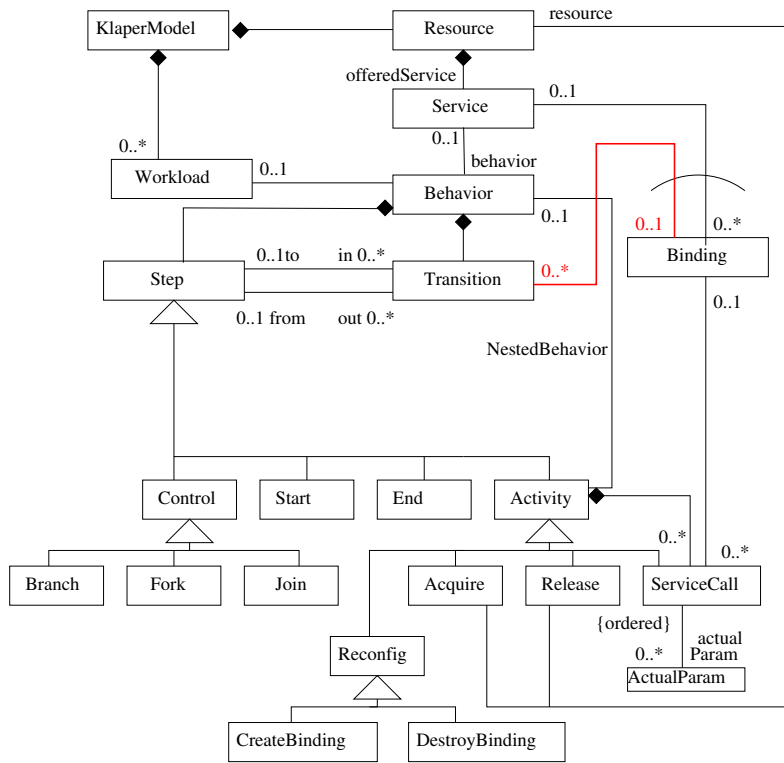 resource
KlaperModel
Resource
offeredService
Service
0..1
0..1
0..*
behavior
Workload
0..1
Behavior
0..1
0..1
0..*
0..1to
in 0..*
0..*
Binding
Step
Transition
0..1
0..1 from
out 0..*
NestedBehavior
Control
Start
End
Activity
0..*
0..*
Branch
Fork
Join
Acquire
Release
ServiceCall
{ordered}
actual
Param
0..*
Reconfig
ActualParam
CreateBinding
DestroyBinding